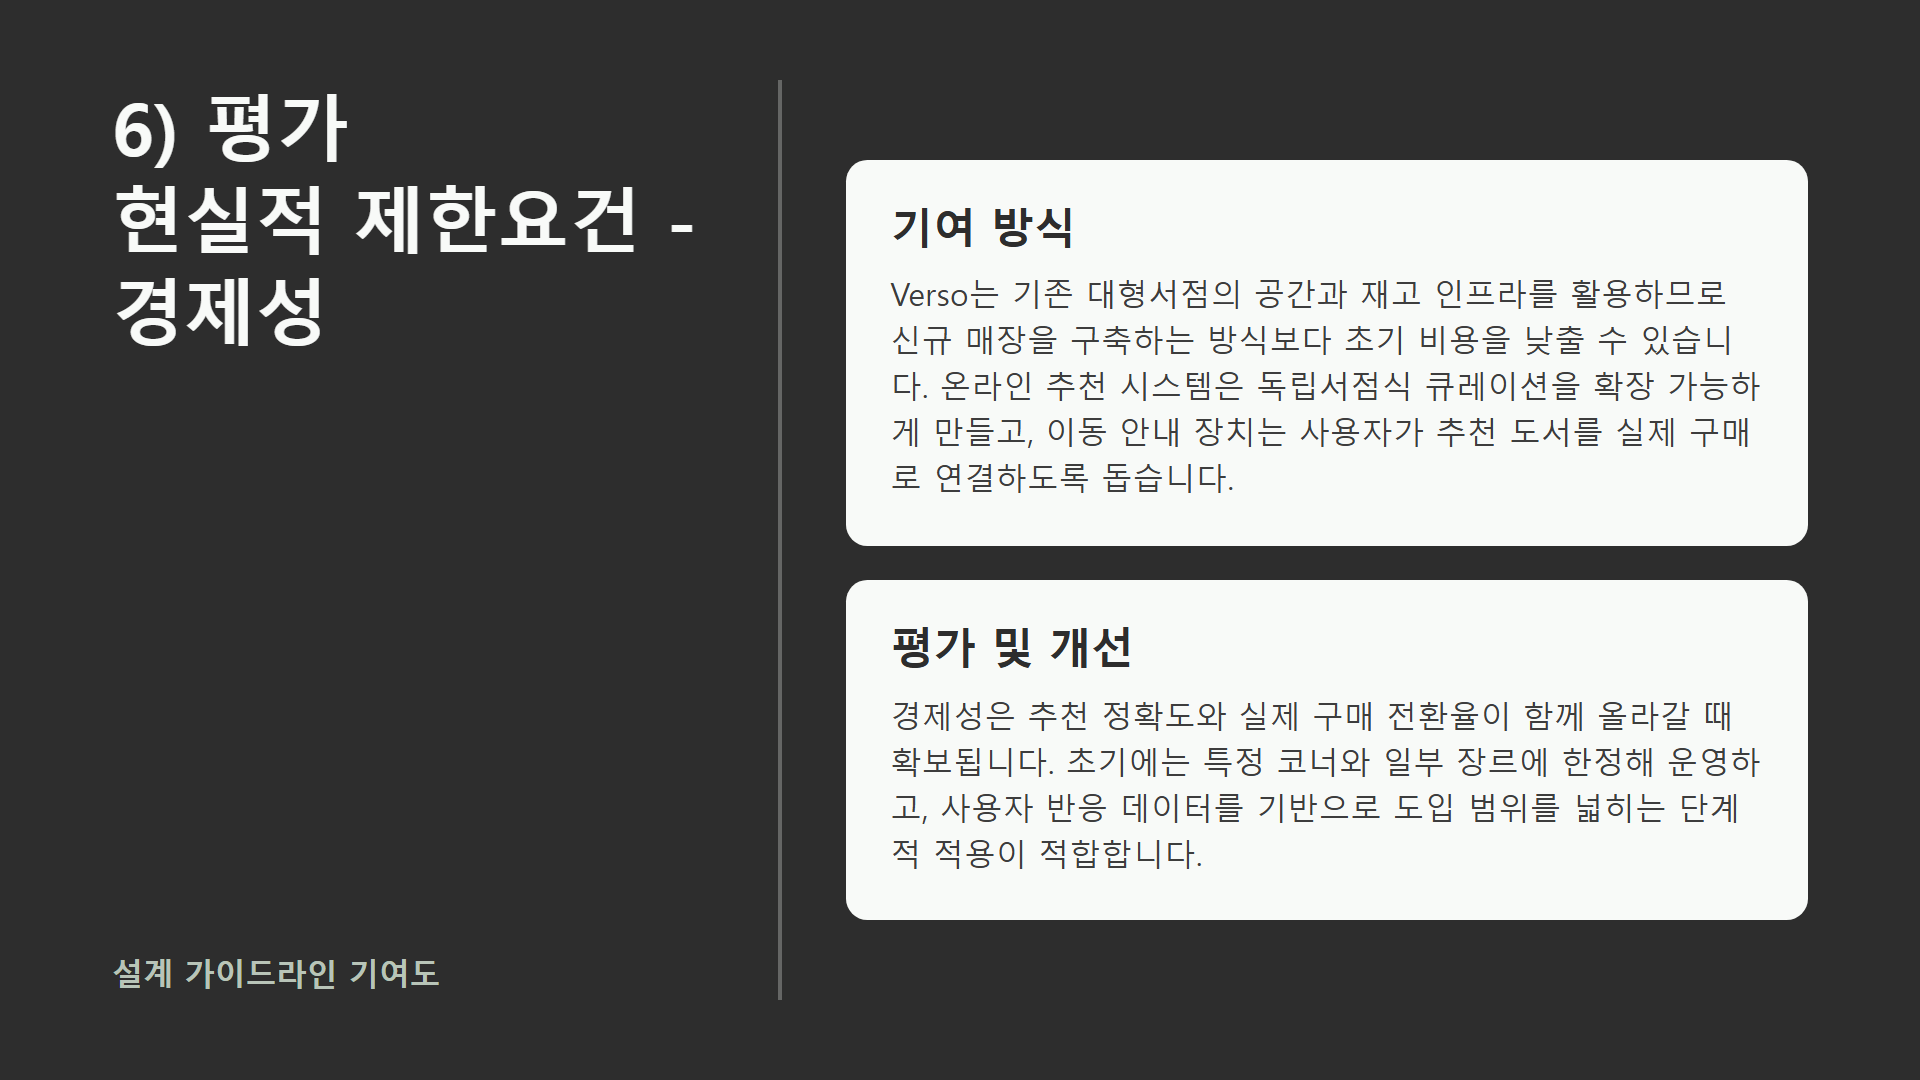 6) 평가
현실적 제한요건 -
경제성
설계 가이드라인 기여도
기여 방식
Verso는 기존 대형서점의 공간과 재고 인프라를 활용하므로
신규 매장을 구축하는 방식보다 초기 비용을 낮출 수 있습니
다. 온라인 추천 시스템은 독립서점식 큐레이션을 확장 가능하
게 만들고, 이동 안내 장치는 사용자가 추천 도서를 실제 구매
로 연결하도록 돕습니다.
평가 및 개선
경제성은 추천 정확도와 실제 구매 전환율이 함께 올라갈 때
확보됩니다. 초기에는 특정 코너와 일부 장르에 한정해 운영하
고, 사용자 반응 데이터를 기반으로 도입 범위를 넓히는 단계
적 적용이 적합합니다.